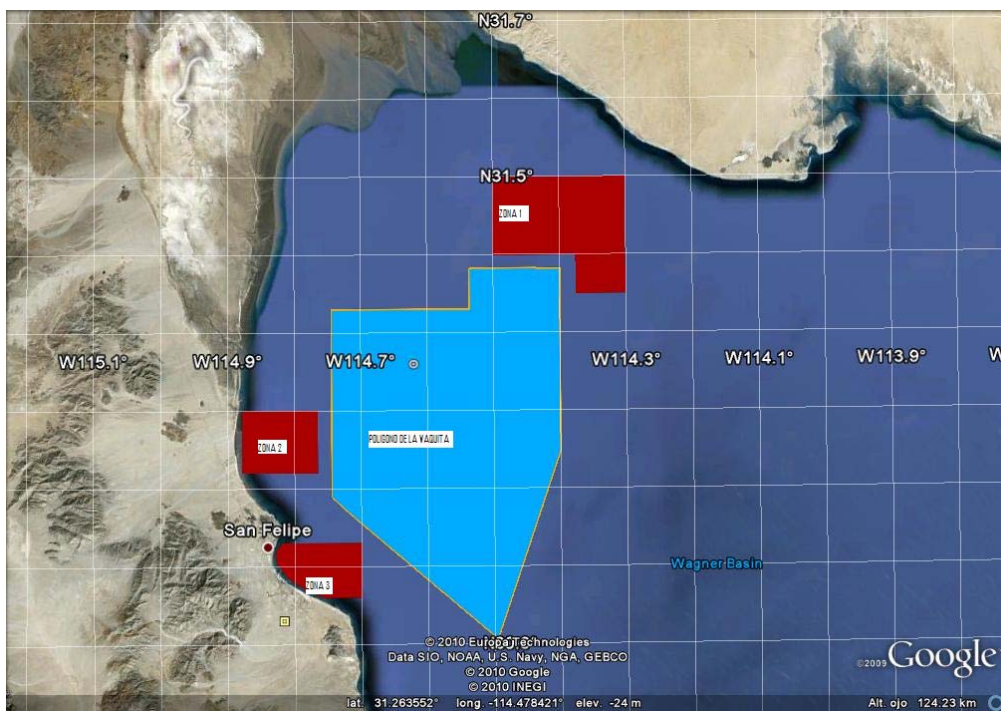 N31.7°
N31.5°
ZONA 1
W115.1° W114.9° W114.7° W114.3° W114.1° W113.9° W
POLIGONO DE LA VAQUITA
ZONA 2
San Felipe
ZONA 3
Wagner Basin
© 2010 Europa Technologies
Data SIO, NOAA, U.S. Navy, NGA, GEBCO
© 2010 Google
© 2010 INEGI
©2009 Google
lat. 31.263552° long. -114.478421° elev. -24 m Alt. ojo 124.23 km